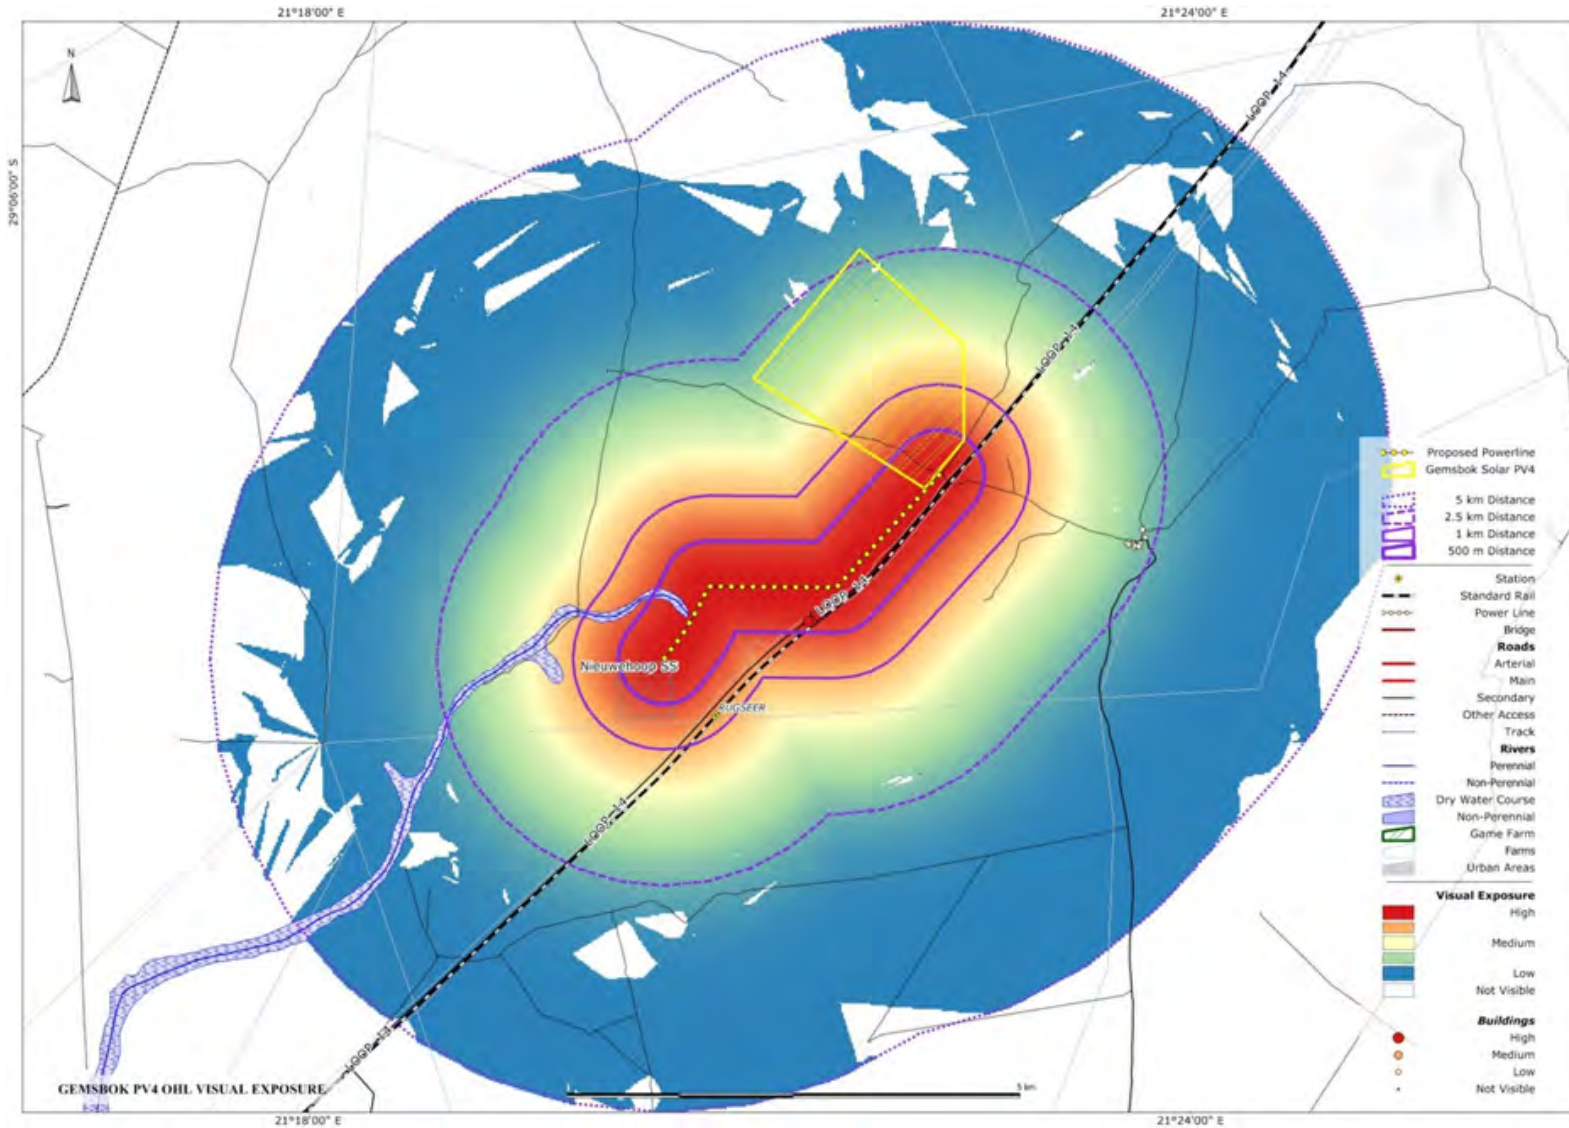 21°18'00" E
21°24'00" E
N
29°06'00" S
LOOP 14
LOOP 14
LOOP 14
Nieuwehoop SS
RUGSEER
LOOP 14
LOOP 13
Proposed Powerline
Gemsbok Solar PV4
5 km Distance
2.5 km Distance
1 km Distance
500 m Distance
Station
Standard Rail
Power Line
Bridge
Roads
Arterial
Main
Secondary
Other Access
Track
Rivers
Perennial
Non-Perennial
Dry Water Course
Non-Perennial
Game Farm
Farms
Urban Areas
Visual Exposure
High
Medium
Low
Not Visible
Buildings
High
Medium
Low
Not Visible
GEMSBOK PV4 OHL VISUAL EXPOSURE
5 km
21°18'00" E
21°24'00" E